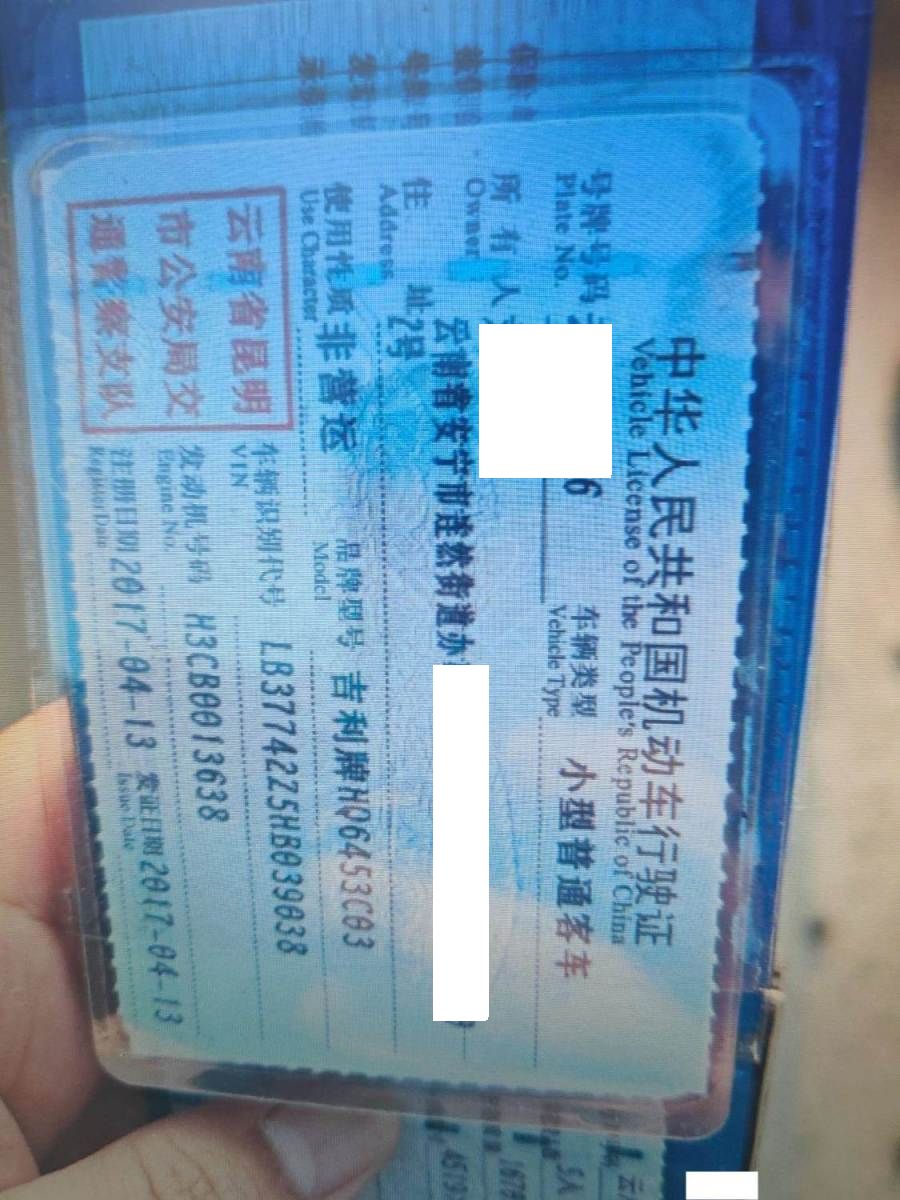 中华人民共和国机动车行驶证
Vehicle License of the People's Republic of China
号牌号码
Plate No.
6
车辆类型
Vehicle Type
小型普通客车
所有人
Owner
住址
Address
云南省安宁市连然街道办
2号
使用性质
Use Character
非营运
品牌型号
Model
吉利牌HQ6453C03
云南省昆明
市公安局交
通警察支队
车辆识别代号
VIN
LB37742Z5HB039038
发动机号码
Engine No.
H3CB0013638
注册日期
Register Date
2017-04-13
发证日期
Issue Date
2017-04-13
5人